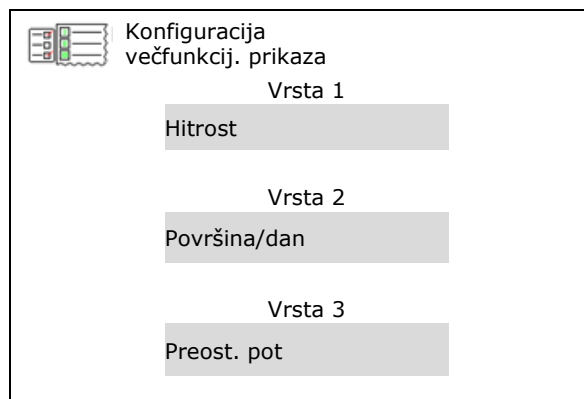 Konfiguracija
večfunkcij. prikaza
Vrsta 1
Hitrost
Vrsta 2
Površina/dan
Vrsta 3
Preost. pot